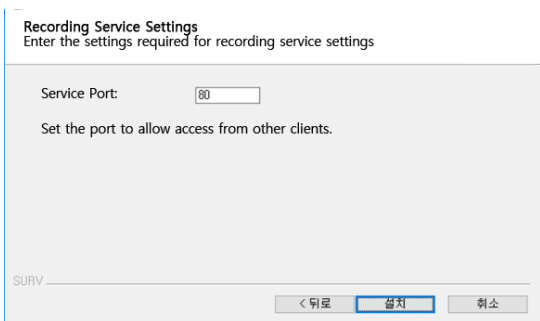 Recording Service Settings
Enter the settings required for recording service settings
Service Port: 80
Set the port to allow access from other clients.
SURV
< 뒤로 설치 취소